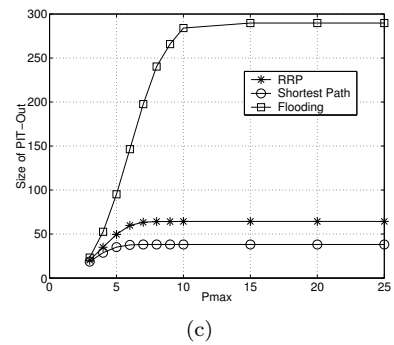 300
250
200
150
100
50
0
Size of PIT−Out
RRP
Shortest Path
Flooding
0 5 10 15 20 25
Pmax
(c)